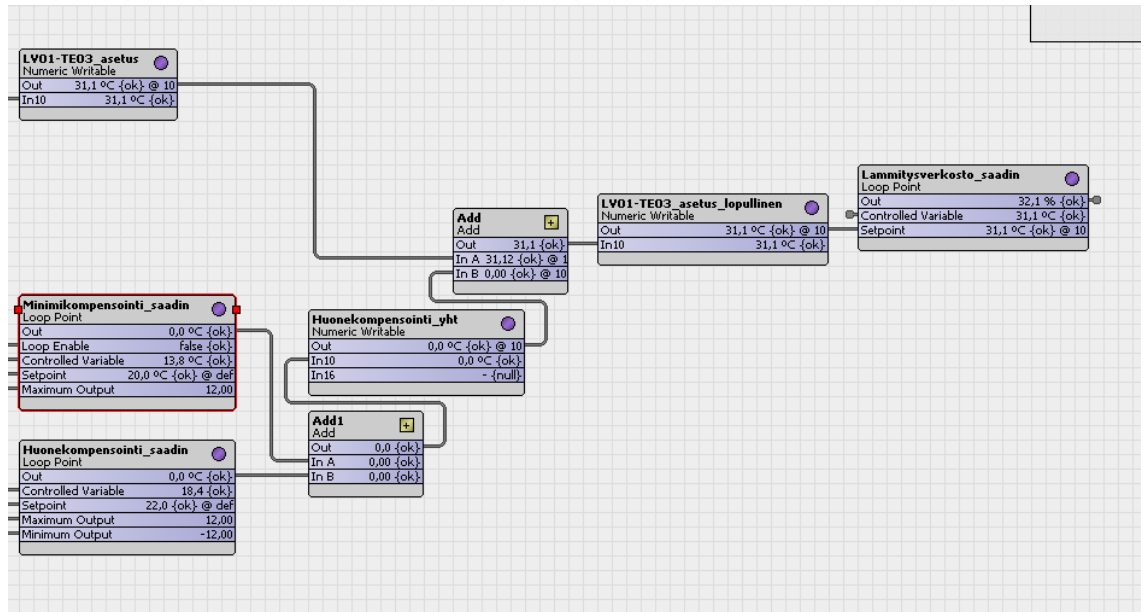 LV01-TE03_asetus
Numeric Writable
Out 31,1 ºC {ok} @ 10
In10 31,1 ºC {ok}
Lammitysverkosto_saadin
Loop Point
Out 32,1 % {ok}
Controlled Variable 31,1 ºC {ok}
Setpoint 31,1 ºC {ok} @ 10
LV01-TE03_asetus_lopullinen
Numeric Writable
Out 31,1 ºC {ok} @ 10
In10 31,1 ºC {ok}
Add
Add
Out 31,1 {ok}
In A 31,12 {ok} @ 1
In B 0,00 {ok} @ 10
Minimikompensointi_saadin
Loop Point
Out 0,0 ºC {ok}
Loop Enable false {ok}
Controlled Variable 13,8 ºC {ok}
Setpoint 20,0 ºC {ok} @ def
Maximum Output 12,00
Huonekompensointi_yht
Numeric Writable
Out 0,0 ºC {ok} @ 10
In10 0,0 ºC {ok}
In16 - {null}
Add1
Add
Out 0,0 {ok}
In A 0,00 {ok}
In B 0,00 {ok}
Huonekompensointi_saadin
Loop Point
Out 0,0 ºC {ok}
Controlled Variable 18,4 {ok}
Setpoint 22,0 {ok} @ def
Maximum Output 12,00
Minimum Output -12,00